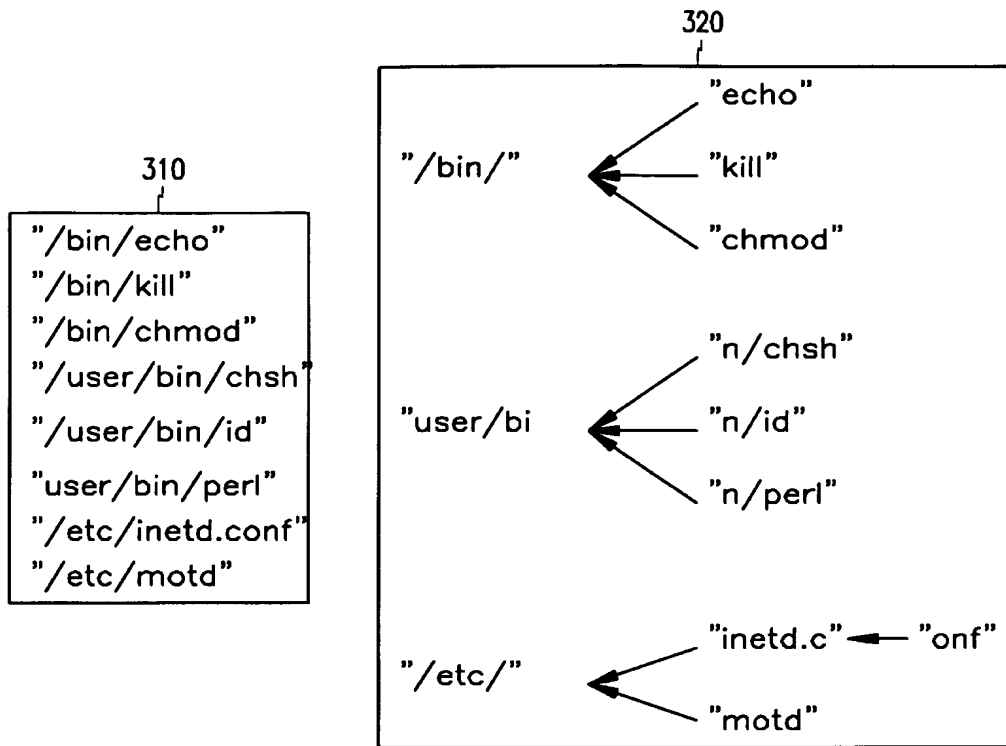 310
"/bin/echo"
"/bin/kill"
"/bin/chmod"
"/user/bin/chsh"
"/user/bin/id"
"user/bin/perl"
"/etc/inetd.conf"
"/etc/motd"
320
"echo"
"/bin/" "kill"
"chmod"
"n/chsh"
"user/bi "n/id"
"n/perl"
"inetd.c" "onf"
"/etc/"
"motd"